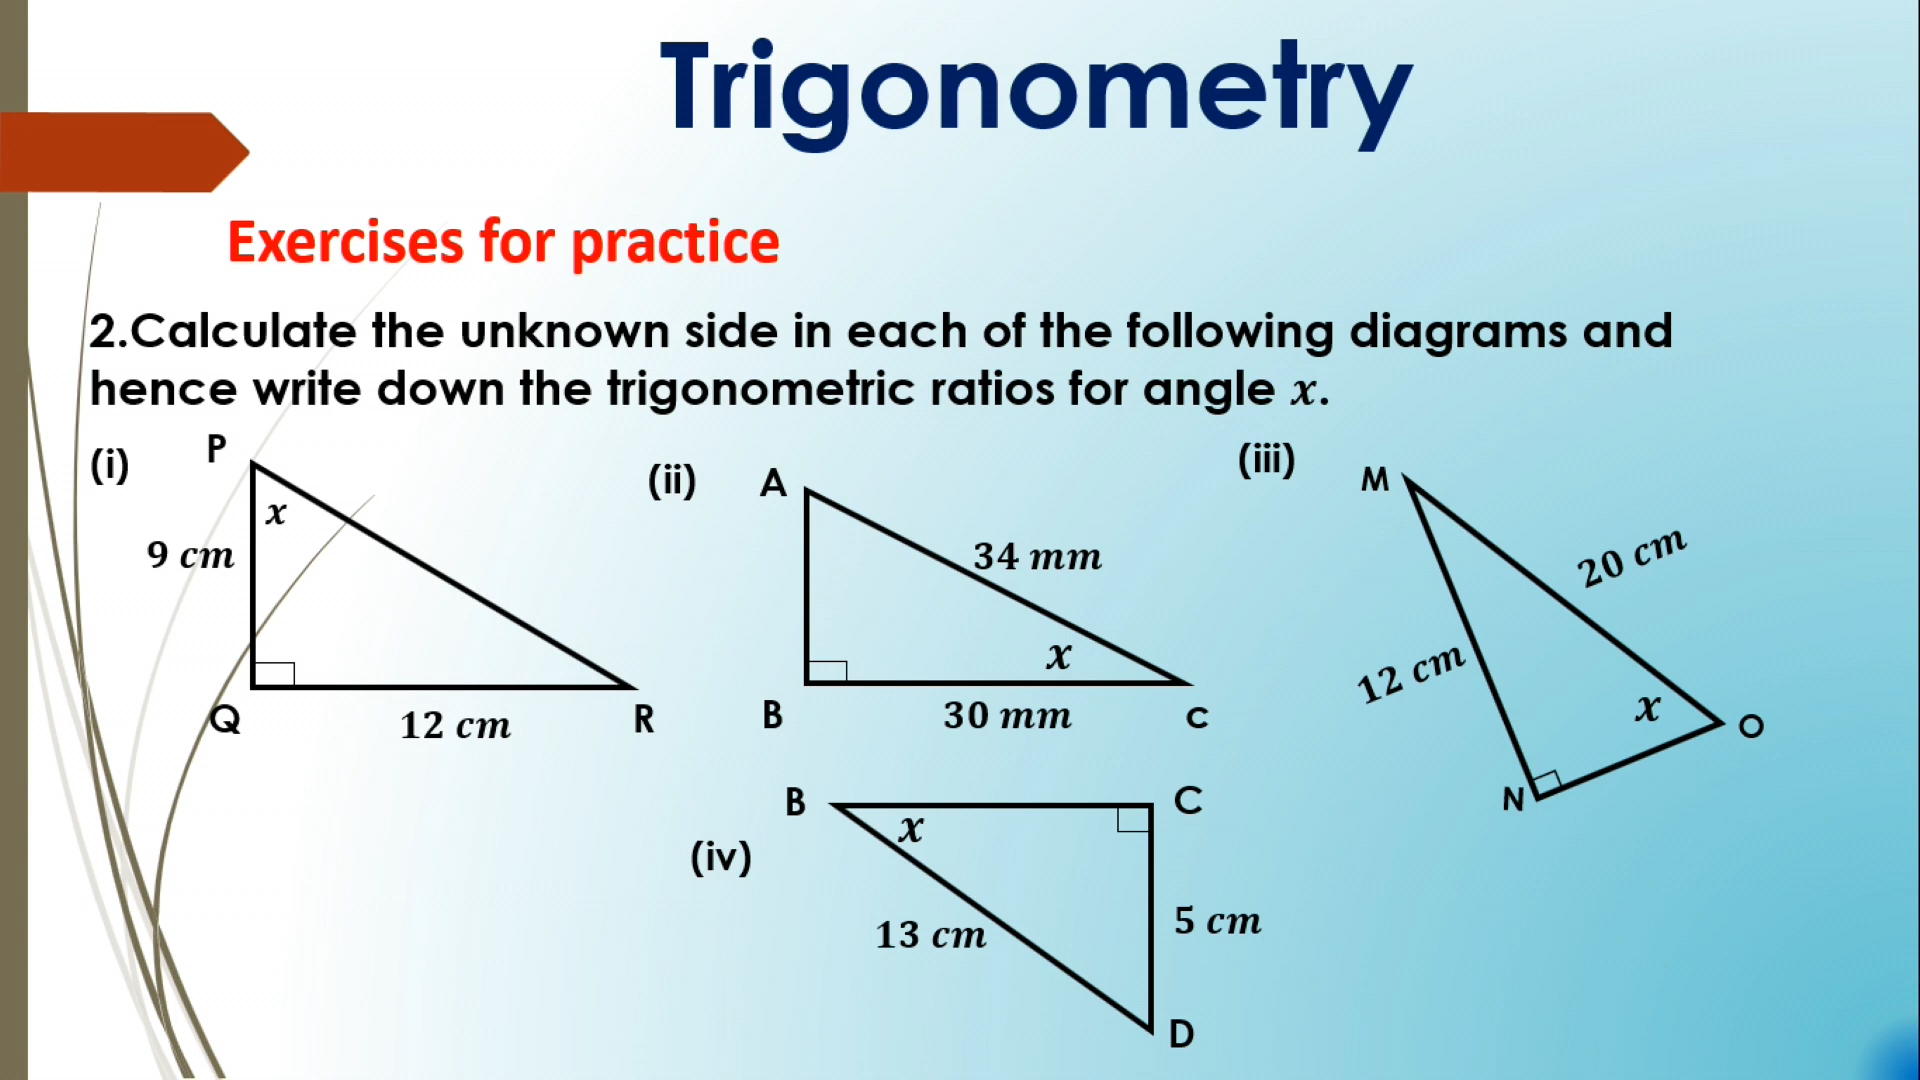 Trigonometry
Exercises for practice
2.Calculate the unknown side in each of the following diagrams and
hence write down the trigonometric ratios for angle x.
(i)
P
x
9 cm
Q
12 cm
R
(ii)
A
34 mm
x
B
30 mm
C
(iii)
M
20 cm
12 cm
x
O
N
(iv)
B
C
x
13 cm
5 cm
D